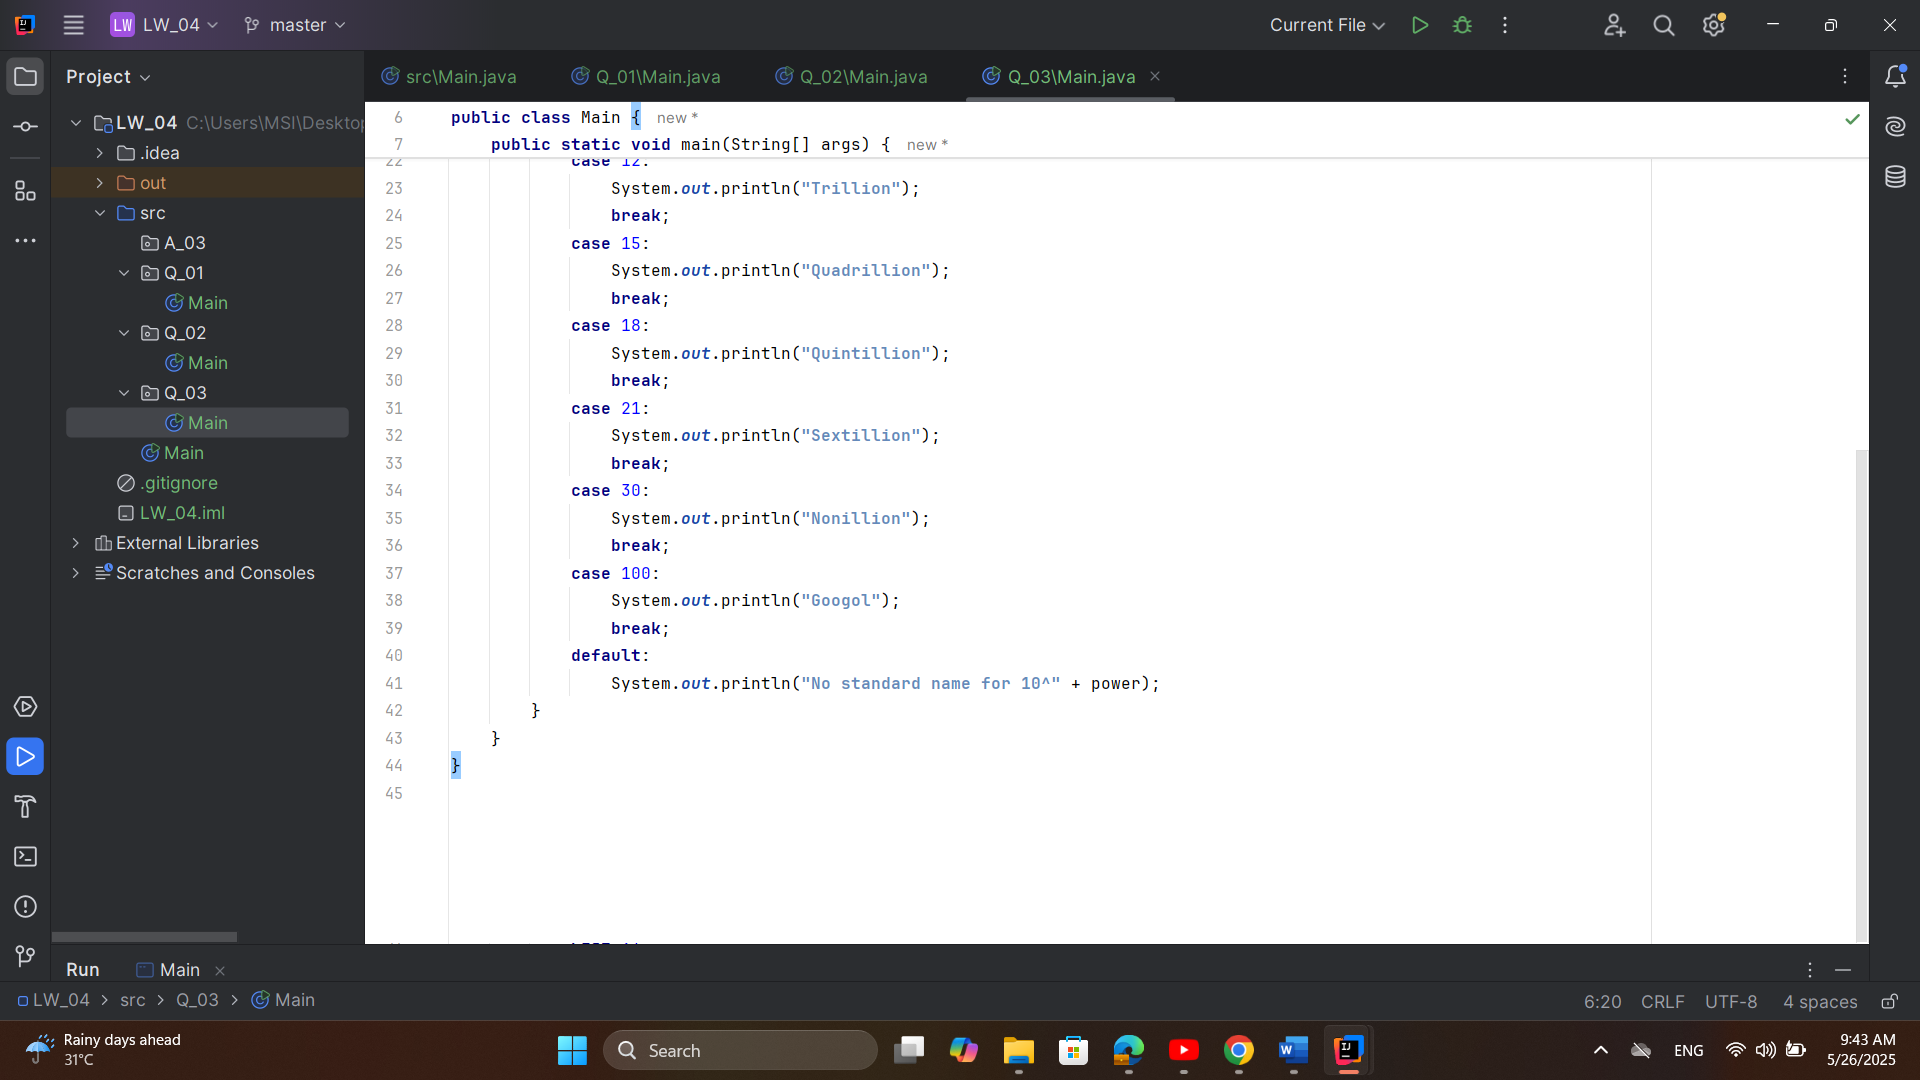 LW LW_04 master Current File
Project src\Main.java Q_01\Main.java Q_02\Main.java Q_03\Main.java
LW_04 C:\Users\MSI\Desktop
.idea
out
src
A_03
Q_01
Main
Q_02
Main
Q_03
Main
Main
.gitignore
LW_04.iml
External Libraries
Scratches and Consoles
6 public class Main { new *
7 public static void main(String[] args) { new *
22 case 12:
23 System.out.println("Trillion");
24 break;
25 case 15:
26 System.out.println("Quadrillion");
27 break;
28 case 18:
29 System.out.println("Quintillion");
30 break;
31 case 21:
32 System.out.println("Sextillion");
33 break;
34 case 30:
35 System.out.println("Nonillion");
36 break;
37 case 100:
38 System.out.println("Googol");
39 break;
40 default:
41 System.out.println("No standard name for 10^" + power);
42 }
43 }
44 }
45
Run Main
LW_04 > src > Q_03 > Main 6:20 CRLF UTF-8 4 spaces
Rainy days ahead
31°C
Search
ENG
9:43 AM
5/26/2025